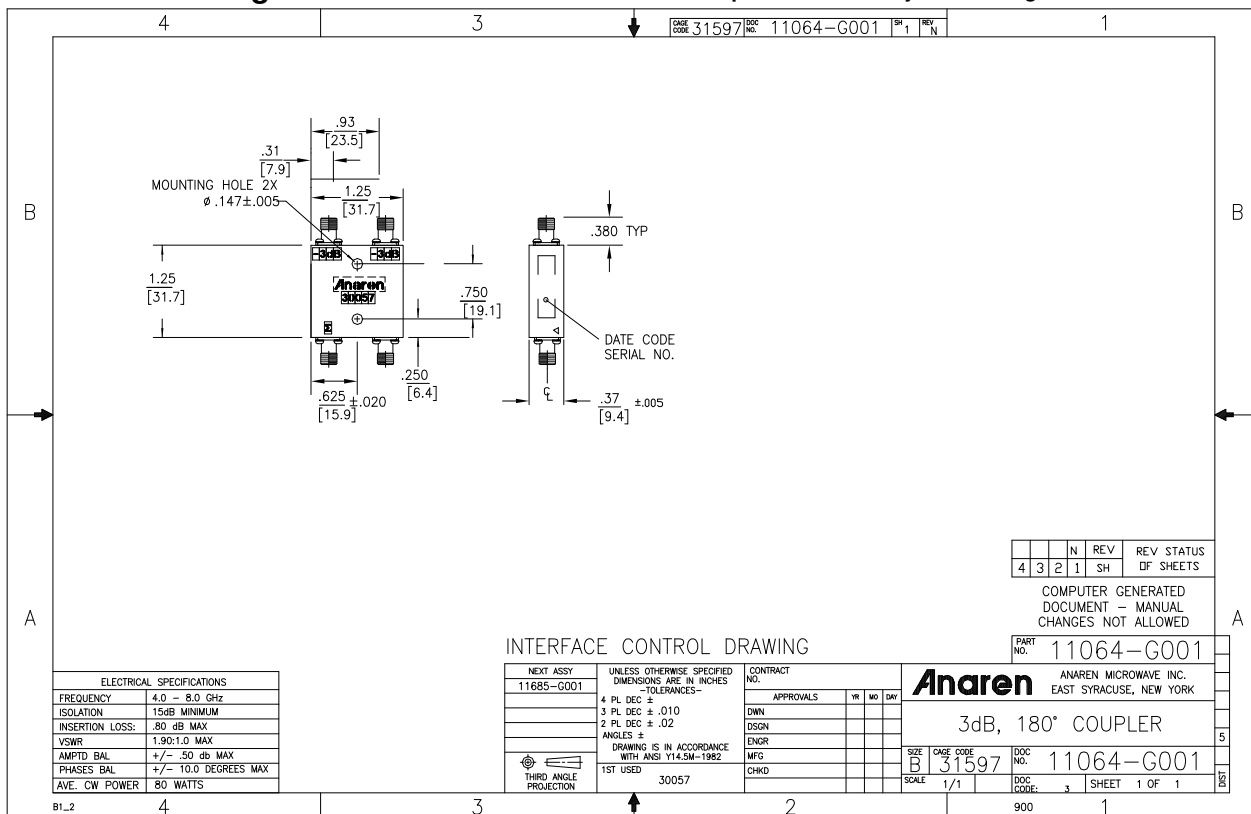 4 3 1
CAGE CODE 31597 DOC NO. 11064-G001 SH 1 REV N
.93
[23.5]
.31
[7.9]
MOUNTING HOLE 2X
ø .147±.005
1.25
[31.7]
B B
.380 TYP
-3dB -3dB
1.25
[31.7]
Anaren
30057
.750
[19.1]
Σ
DATE CODE
SERIAL NO.
.250
[6.4]
.625 ±.020
[15.9]
℄
.37 ±.005
[9.4]
N REV REV STATUS
4 3 2 1 SH OF SHEETS
COMPUTER GENERATED
DOCUMENT - MANUAL
CHANGES NOT ALLOWED
A A
INTERFACE CONTROL DRAWING
PART NO. 11064-G001
ELECTRICAL SPECIFICATIONS
FREQUENCY 4.0 - 8.0 GHz
ISOLATION 15dB MINIMUM
INSERTION LOSS: .80 dB MAX
VSWR 1.90:1.0 MAX
AMPTD BAL +/- .50 db MAX
PHASES BAL +/- 10.0 DEGREES MAX
AVE. CW POWER 80 WATTS
NEXT ASSY
11685-G001
THIRD ANGLE
PROJECTION
UNLESS OTHERWISE SPECIFIED
DIMENSIONS ARE IN INCHES
-TOLERANCES-
4 PL DEC ±
3 PL DEC ± .010
2 PL DEC ± .02
ANGLES ±
DRAWING IS IN ACCORDANCE
WITH ANSI Y14.5M-1982
1ST USED
30057
CONTRACT
NO.
APPROVALS YR MO DAY
DWN
DSGN
ENGR
MFG
CHKD
Anaren
ANAREN MICROWAVE INC.
EAST SYRACUSE, NEW YORK
3dB, 180° COUPLER
5
SIZE B CAGE CODE 31597 DOC NO. 11064-G001
SCALE 1/1 DOC CODE: 3 SHEET 1 OF 1
DIST
B1_2 4 3 2 900 1